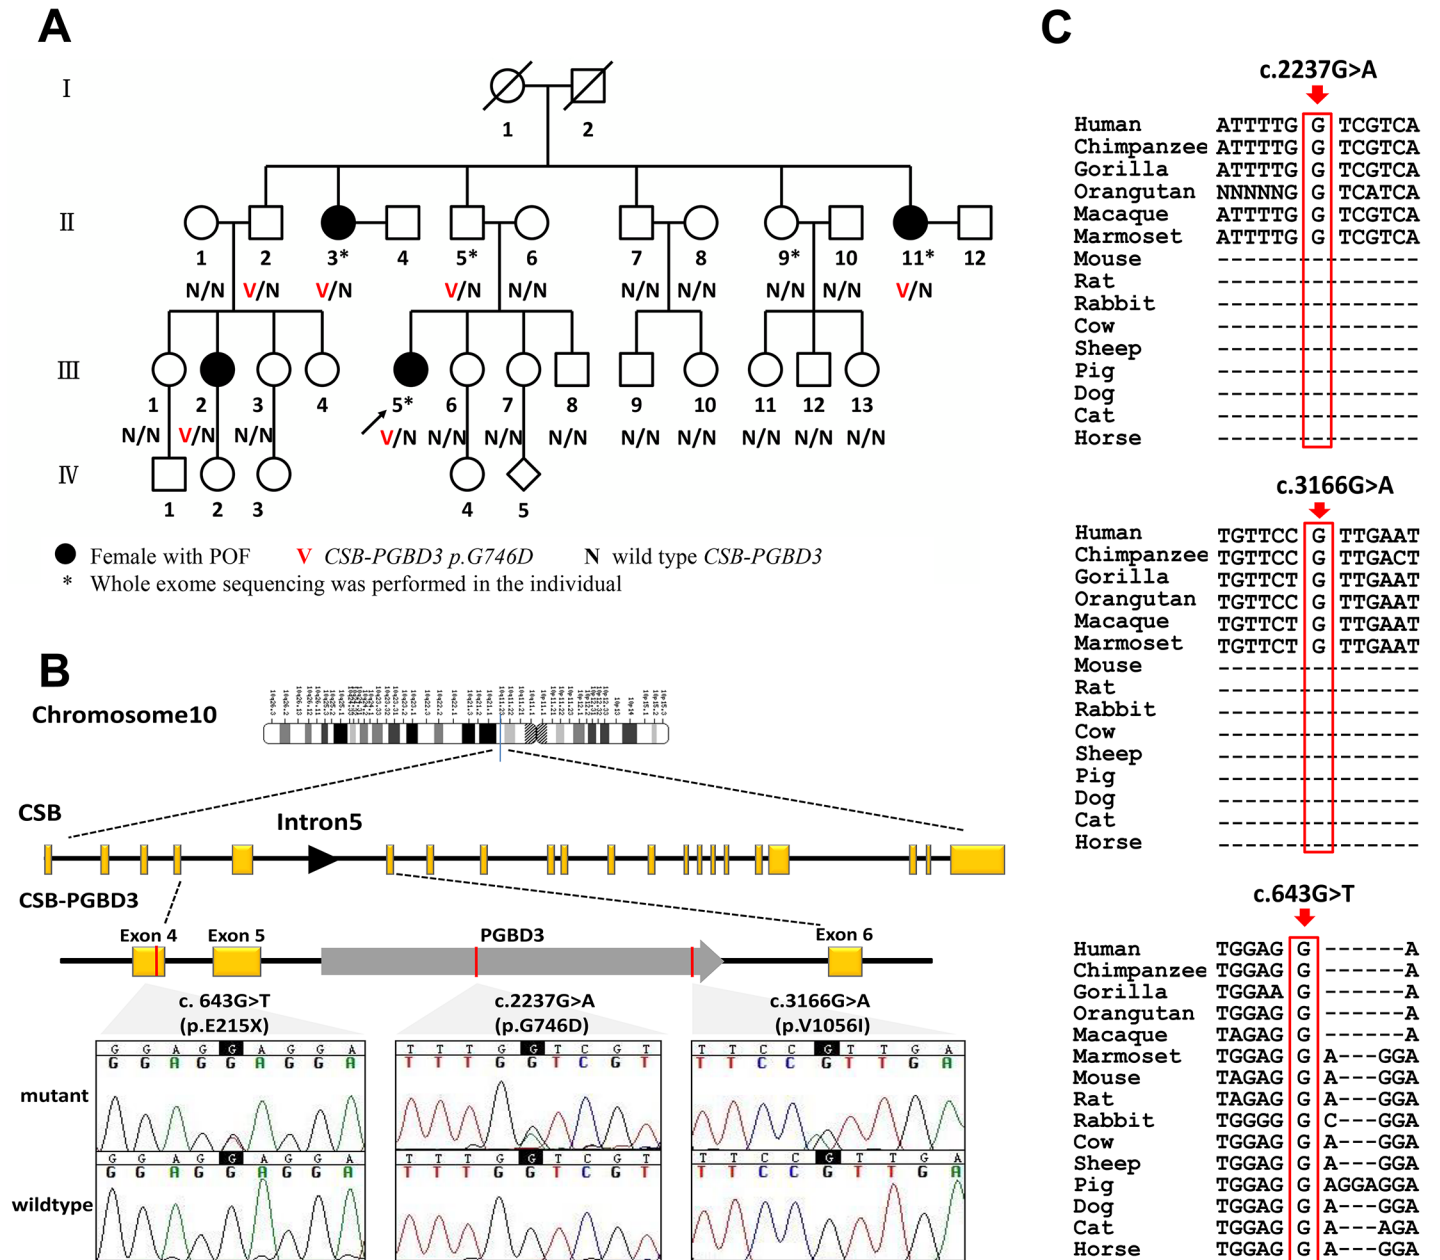 A
I
1 2
II
1 2 3* 4 5* 6 7 8 9* 10 11* 12
N/N V/N V/N V/N N/N N/N N/N N/N N/N V/N
III
1 2 3 4 5* 6 7 8 9 10 11 12 13
N/N V/N N/N V/N N/N N/N N/N N/N N/N N/N N/N N/N
IV
1 2 3 4 5
Female with POF V CSB-PGBD3 p.G746D N wild type CSB-PGBD3
* Whole exome sequencing was performed in the individual
B
Chromosome10
CSB
Intron5
CSB-PGBD3
Exon 4 Exon 5 PGBD3 Exon 6
c. 643G>T c.2237G>A c.3166G>A
(p.E215X) (p.G746D) (p.V1056I)
G G A G G A G G A T T T G G T C G T T T C C G T T G A
G G A G G A G G A T T T G G T C G T T T C C G T T G A
mutant
G G A G G A G G A T T T G G T C G T T T C C G T T G A
G G A G G A G G A T T T G G T C G T T T C C G T T G A
wildtype
C
c.2237G>A
Human ATTTTG G TCGTCA
Chimpanzee ATTTTG G TCGTCA
Gorilla ATTTTG G TCGTCA
Orangutan NNNNNG G TCATCA
Macaque ATTTTG G TCGTCA
Marmoset ATTTTG G TCGTCA
Mouse --------------
Rat --------------
Rabbit --------------
Cow --------------
Sheep --------------
Pig --------------
Dog --------------
Cat --------------
Horse --------------
c.3166G>A
Human TGTTCC G TTGAAT
Chimpanzee TGTTCC G TTGACT
Gorilla TGTTCT G TTGAAT
Orangutan TGTTCC G TTGAAT
Macaque TGTTCT G TTGAAT
Marmoset TGTTCT G TTGAAT
Mouse --------------
Rat --------------
Rabbit --------------
Cow --------------
Sheep --------------
Pig --------------
Dog --------------
Cat --------------
Horse --------------
c.643G>T
Human TGGAG G ------A
Chimpanzee TGGAG G ------A
Gorilla TGGAA G ------A
Orangutan TGGAG G ------A
Macaque TAGAG G ------A
Marmoset TGGAG G A---GGA
Mouse TAGAG G A---GGA
Rat TAGAG G A---GGA
Rabbit TGGGG G C---GGA
Cow TGGAG G A---GGA
Sheep TGGAG G A---GGA
Pig TGGAG G AGGAGGA
Dog TGGAG G A---GGA
Cat TGGAG G A---AGA
Horse TGGAG G A---GGA